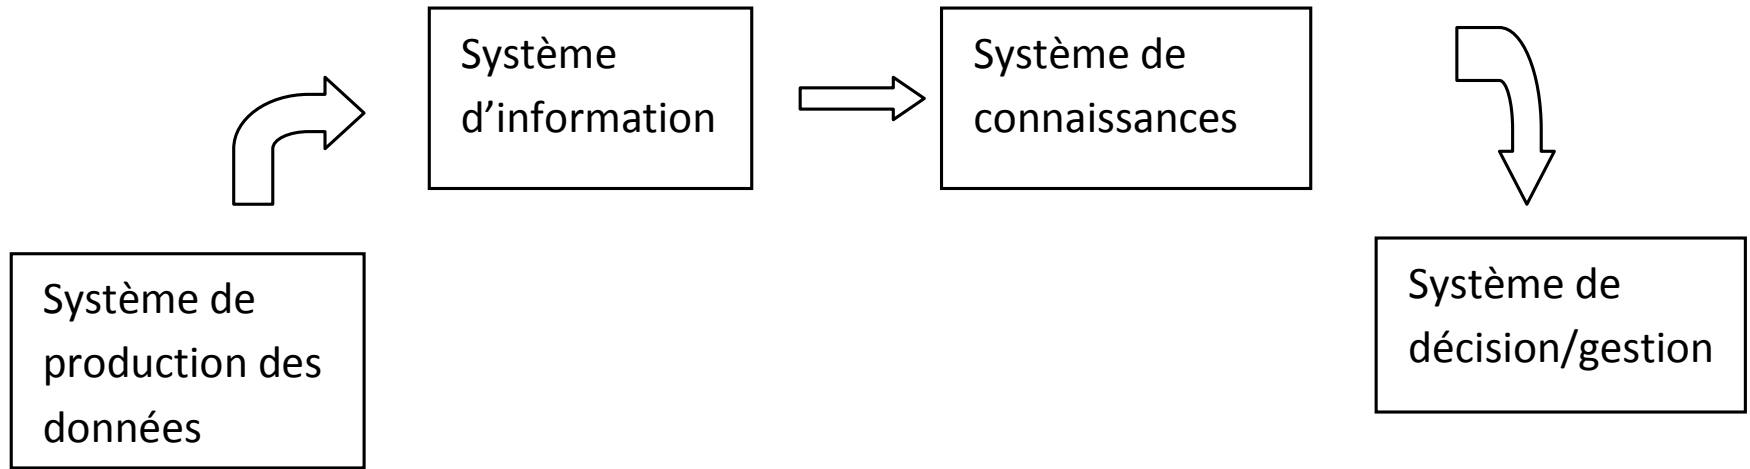 Système
d’information
Système de
connaissances
Système de
production des
données
Système de
décision/gestion